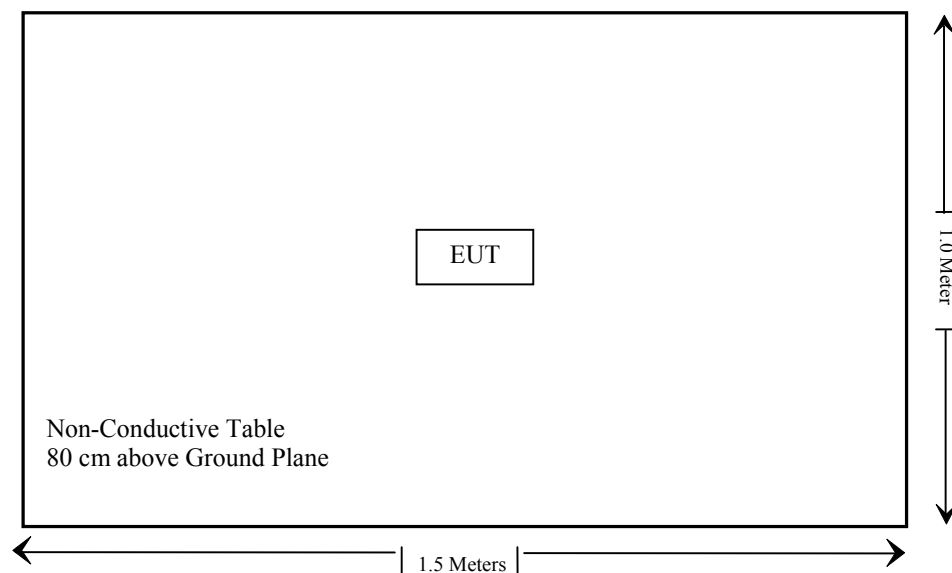 EUT
1.0 Meter
Non-Conductive Table
80 cm above Ground Plane
1.5 Meters